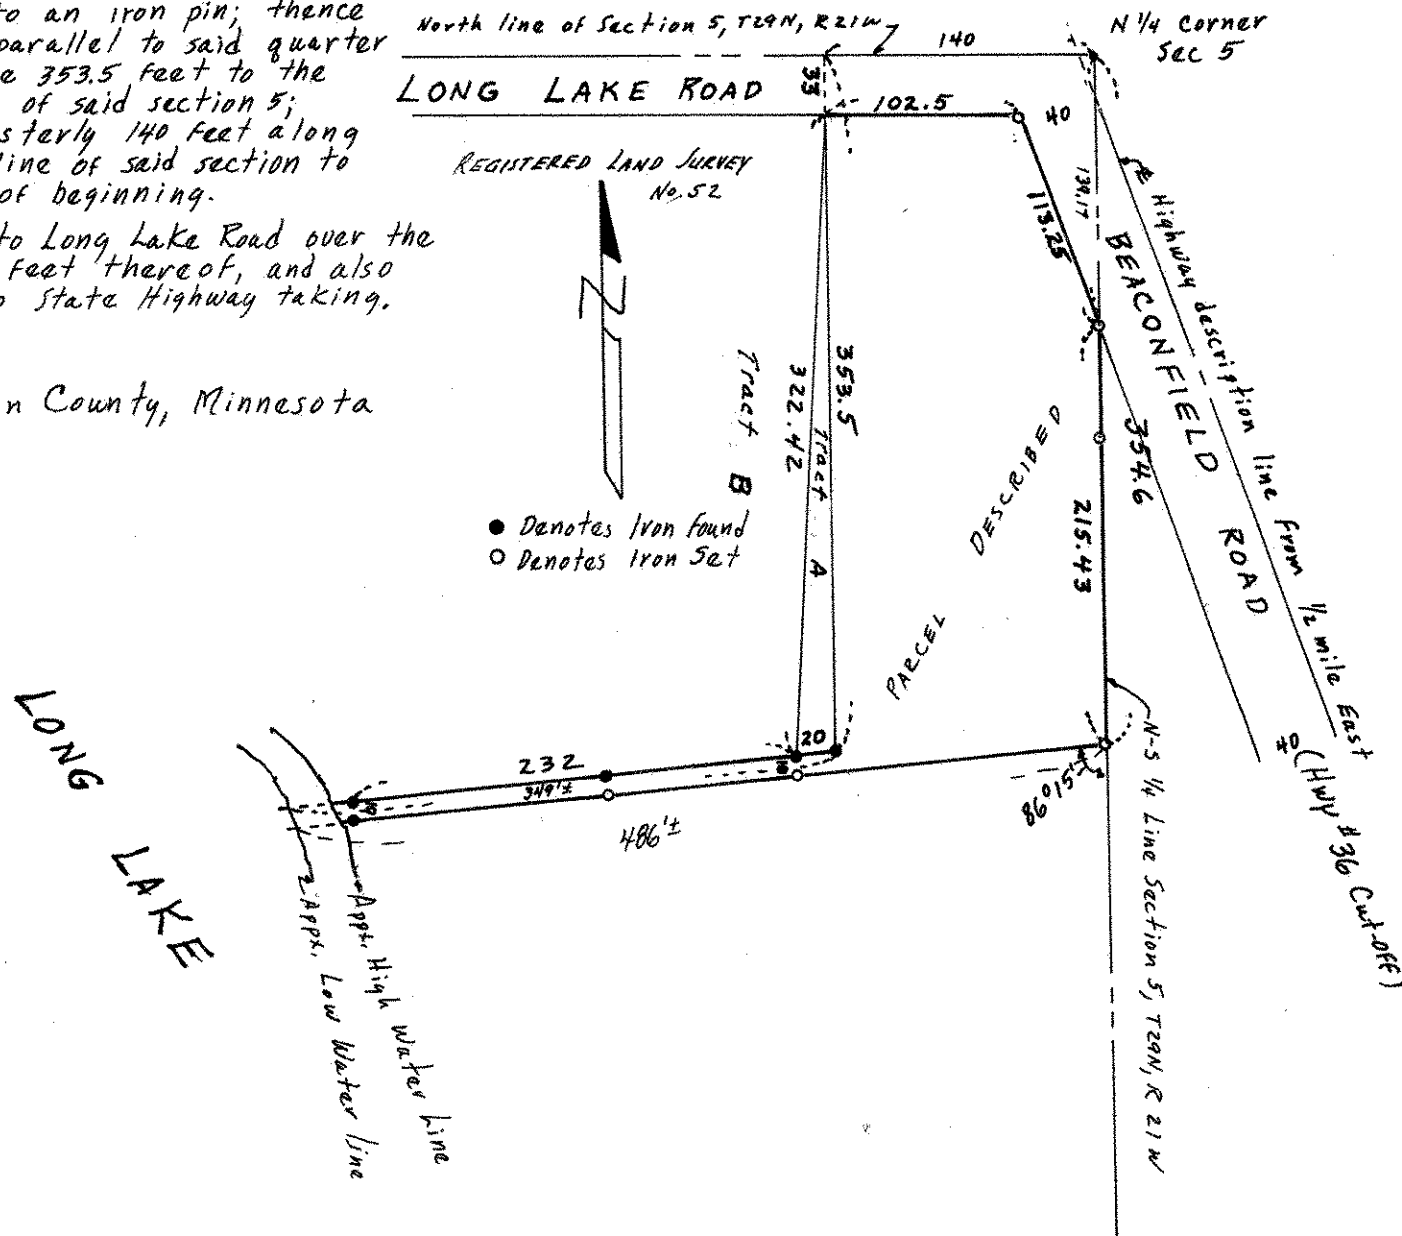 to an iron pin; thence
parallel to said quarter
e 353.5 feet to the
of said section 5;
sterly 140 feet along
line of said section to
of beginning.
to Long Lake Road over the
feet thereof, and also
o State Highway taking.
n County, Minnesota
North line of Section 5, T29N, R21W
140
N 1/4 Corner
Sec 5
LONG LAKE ROAD
33
102.5
40
REGISTERED LAND SURVEY
No. 52
113.25
139.17
℄ Highway description line from 1/2 mile East
BEACONFIELD ROAD
N
Tract B
322.42
353.5
Tract A
354.6
215.43
● Denotes Iron Found
○ Denotes Iron Set
PARCEL DESCRIBED
LONG LAKE
232
20
349'±
486'±
86°15'
40
(HWY #36 Cut-off)
N-S 1/4 Line Section 5, T29N, R 21 W
Appx. High Water Line
Appx. Low Water line